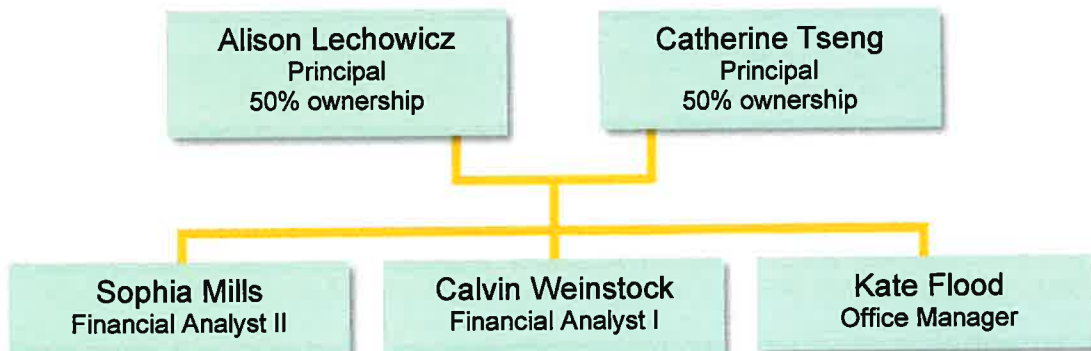 Alison Lechowicz
Principal
50% ownership
Catherine Tseng
Principal
50% ownership
Sophia Mills
Financial Analyst II
Calvin Weinstock
Financial Analyst I
Kate Flood
Office Manager